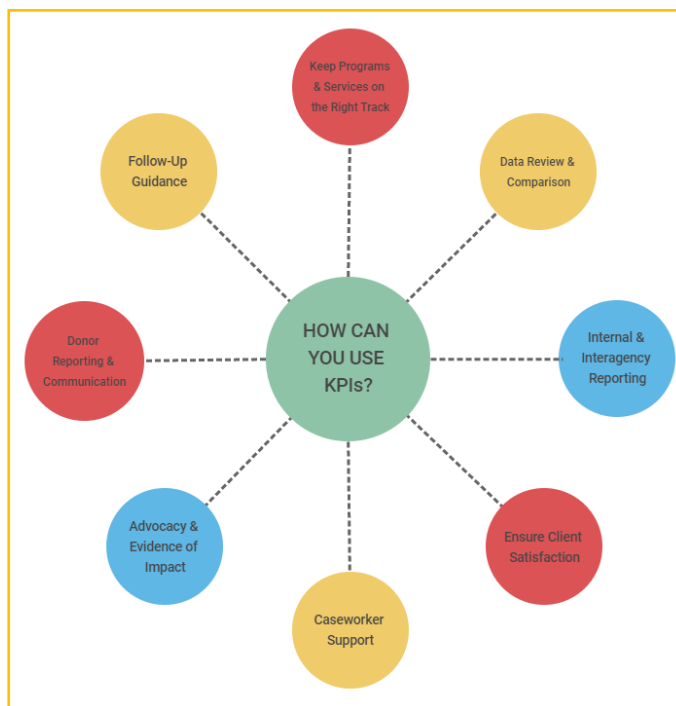 Keep Programs
& Services on
the Right Track
Follow-Up
Guidance
Data Review &
Comparison
HOW CAN
YOU USE
KPIs?
Donor
Reporting &
Communication
Internal &
Interagency
Reporting
Advocacy &
Evidence of
Impact
Ensure Client
Satisfaction
Caseworker
Support